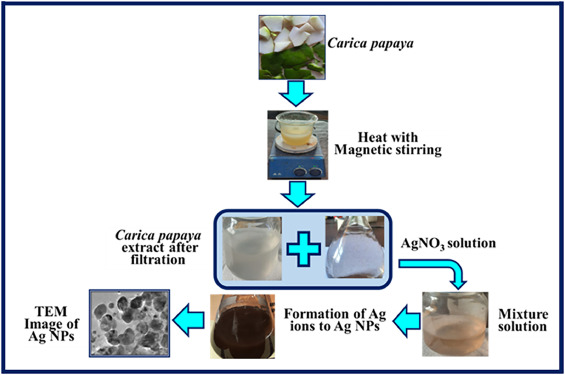 Carica papaya
Heat with
Magnetic stirring
Carica papaya
extract after
filtration
AgNO₃ solution
TEM
Image of
Ag NPs
Formation of Ag
ions to Ag NPs
Mixture
solution